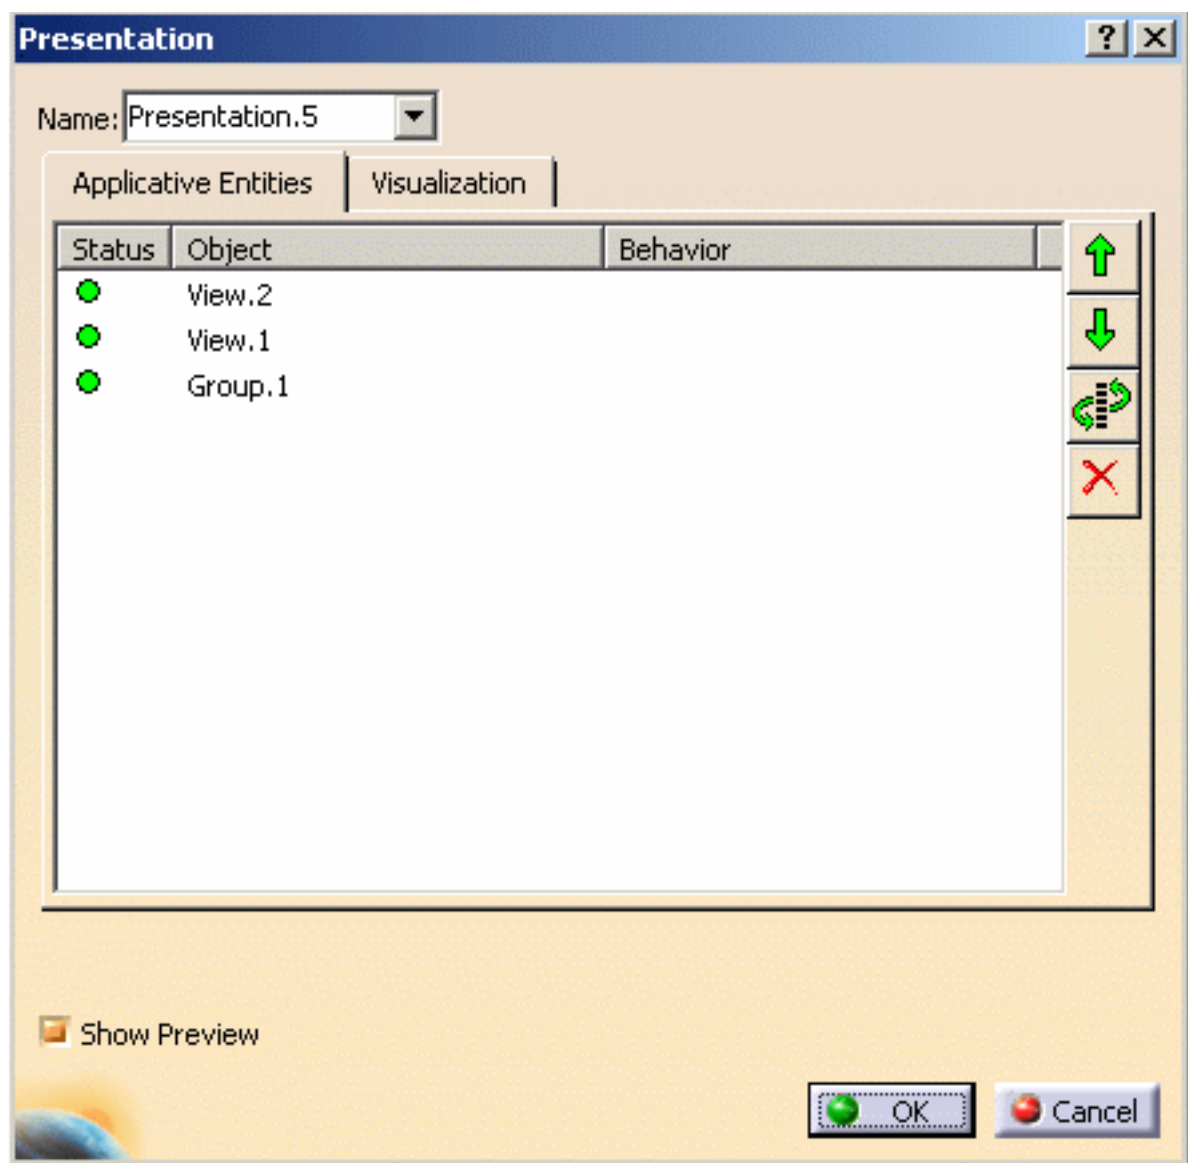 Presentation
Name: Presentation.5
Applicative Entities Visualization
Status Object Behavior
View.2
View.1
Group.1
Show Preview
OK Cancel